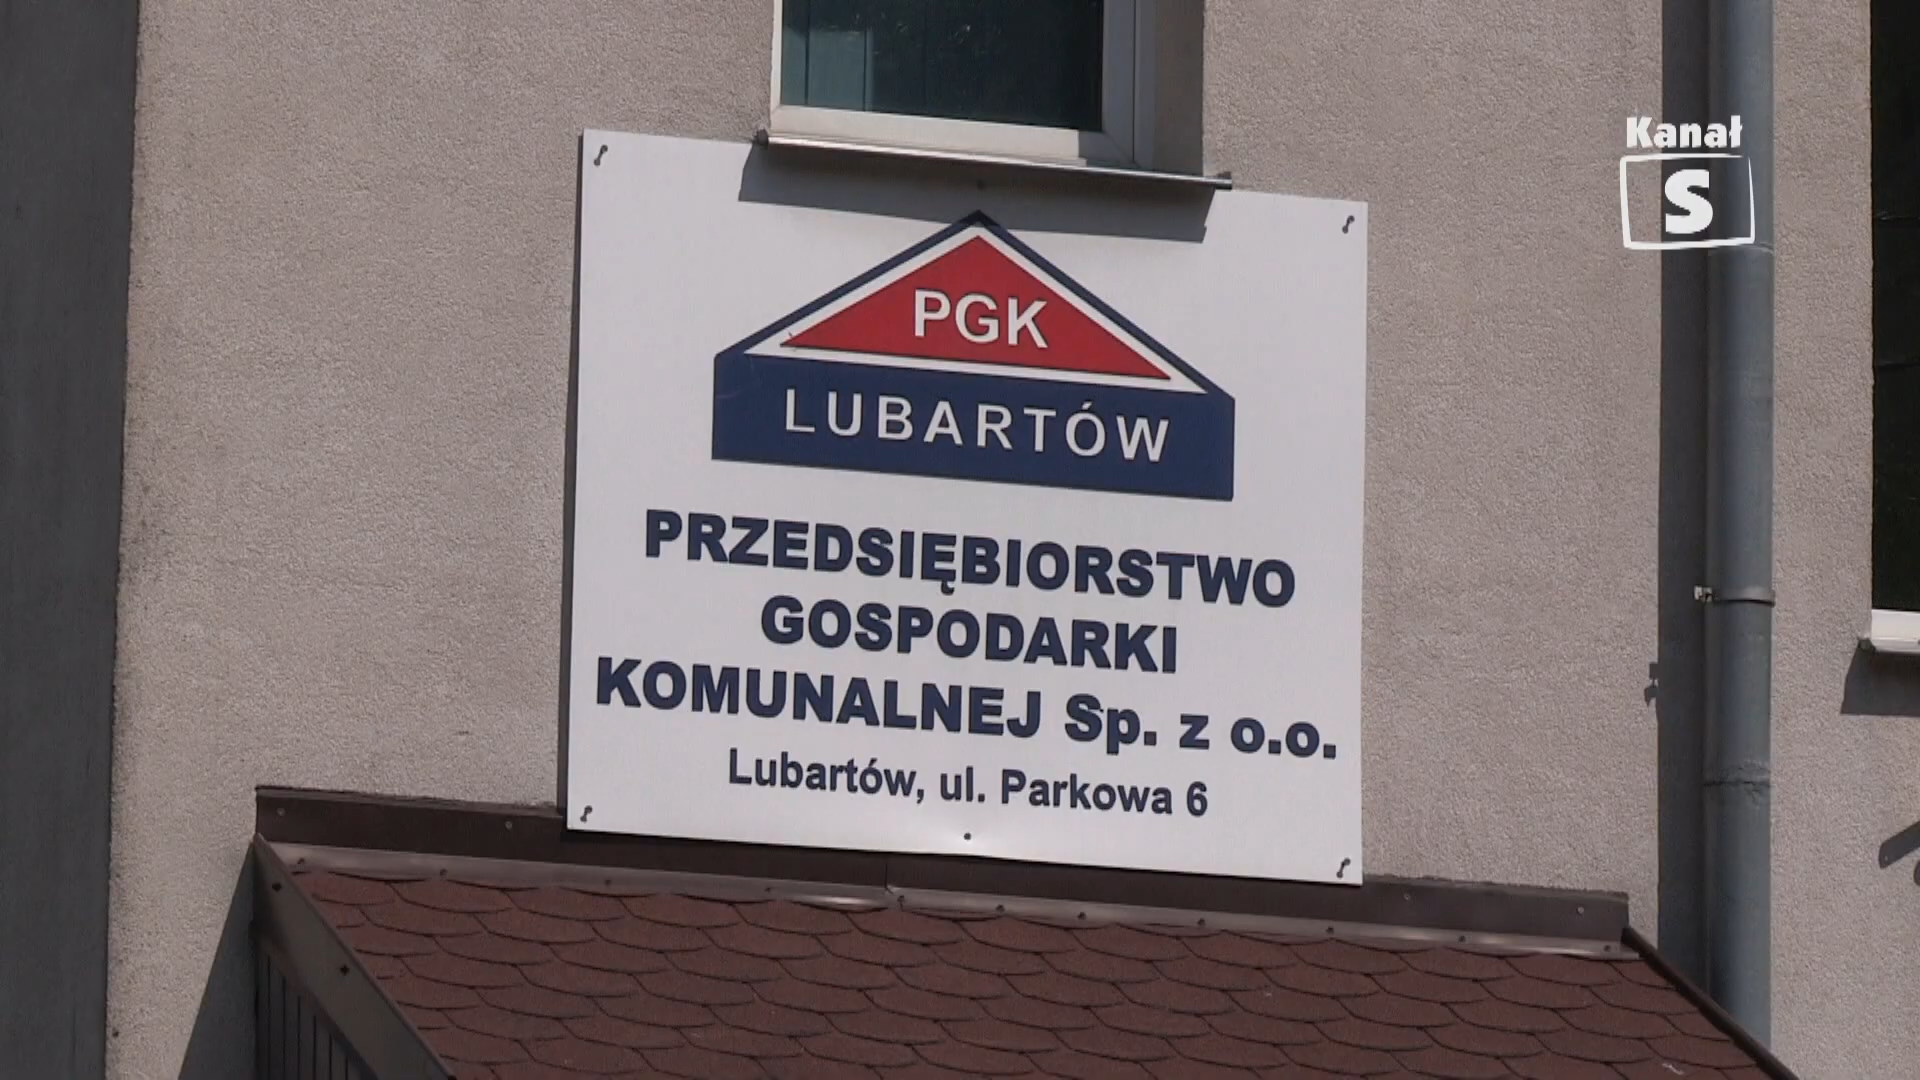 Kanał
S
PGK
LUBARTÓW
PRZEDSIĘBIORSTWO
GOSPODARKI
KOMUNALNEJ Sp. z o.o.
Lubartów, ul. Parkowa 6